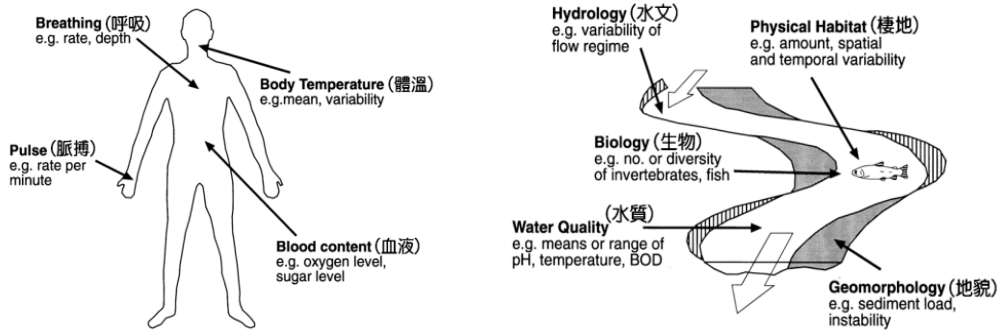 Breathing (呼吸)
e.g. rate, depth
Body Temperature (體溫)
e.g.mean, variability
Pulse (脈搏)
e.g. rate per
minute
Blood content (血液)
e.g. oxygen level,
sugar level
Hydrology (水文)
e.g. variability of
flow regime
Physical Habitat (棲地)
e.g. amount, spatial
and temporal variability
Biology (生物)
e.g. no. or diversity
of invertebrates, fish
Water Quality (水質)
e.g. means or range of
pH, temperature, BOD
Geomorphology (地貌)
e.g. sediment load,
instability